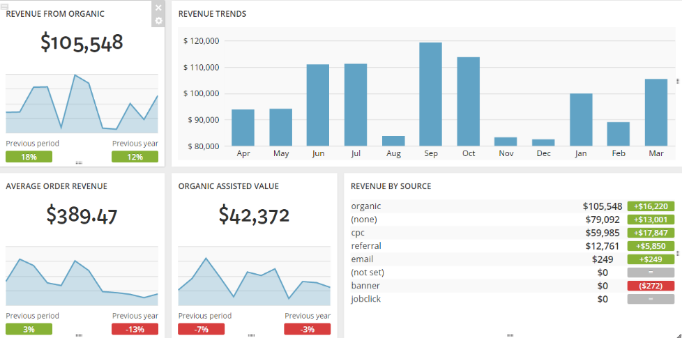 REVENUE FROM ORGANIC
$105,548
Previous period
Previous year
18%
12%
REVENUE TRENDS
$ 120,000
$ 110,000
$ 100,000
$ 90,000
$ 80,000
Apr May Jun Jul Aug Sep Oct Nov Dec Jan Feb Mar
AVERAGE ORDER REVENUE
$389.47
Previous period
Previous year
3%
-13%
ORGANIC ASSISTED VALUE
$42,372
Previous period
Previous year
-7%
-3%
REVENUE BY SOURCE
organic $105,548 +$16,220
(none) $79,092 +$13,001
cpc $59,985 +$17,847
referral $12,761 +$5,850
email $249 +$249
(not set) $0 =
banner $0 ($272)
jobclick $0 =